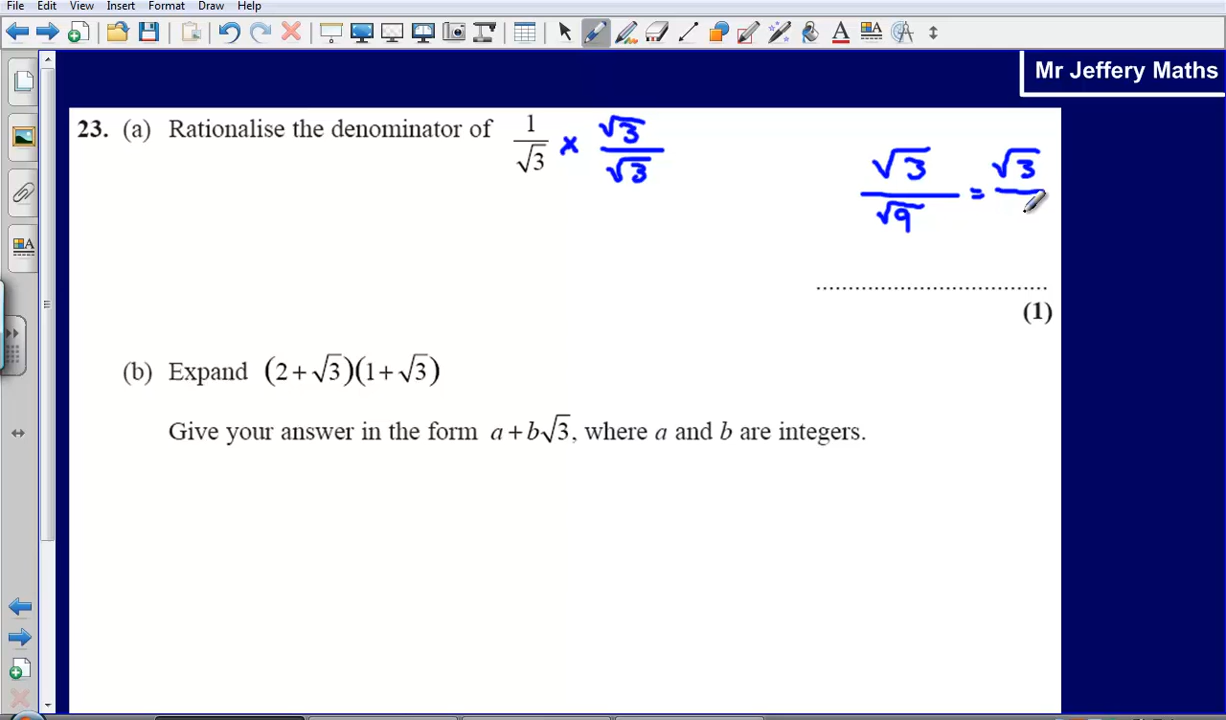 File Edit View Insert Format Draw Help
Mr Jeffery Maths
23. (a) Rationalise the denominator of 1/√3 × √3/√3
√3/√9 = √3/
(1)
(b) Expand (2+√3)(1+√3)
Give your answer in the form a+b√3, where a and b are integers.